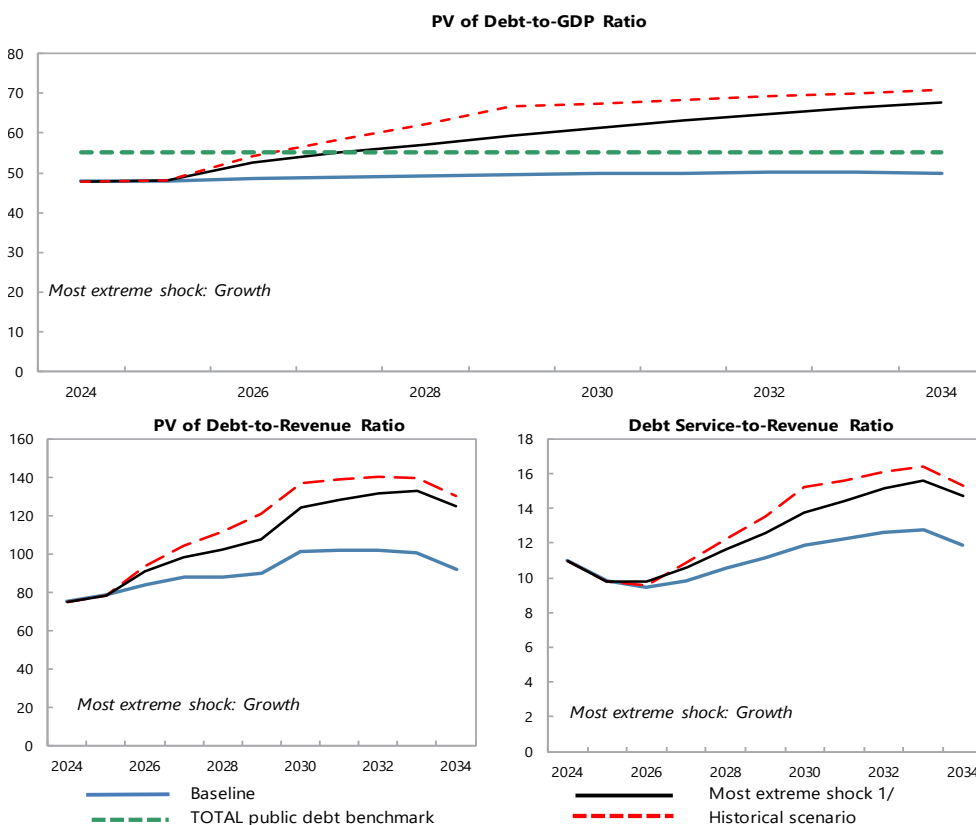 PV of Debt-to-GDP Ratio
80
70
60
50
40
30
20
10
0
Most extreme shock: Growth
2024 2026 2028 2030 2032 2034
PV of Debt-to-Revenue Ratio
160
140
120
100
80
60
40
20
0
Most extreme shock: Growth
2024 2026 2028 2030 2032 2034
Debt Service-to-Revenue Ratio
18
16
14
12
10
8
6
4
2
0
Most extreme shock: Growth
2024 2026 2028 2030 2032 2034
Baseline
Most extreme shock 1/
TOTAL public debt benchmark
Historical scenario